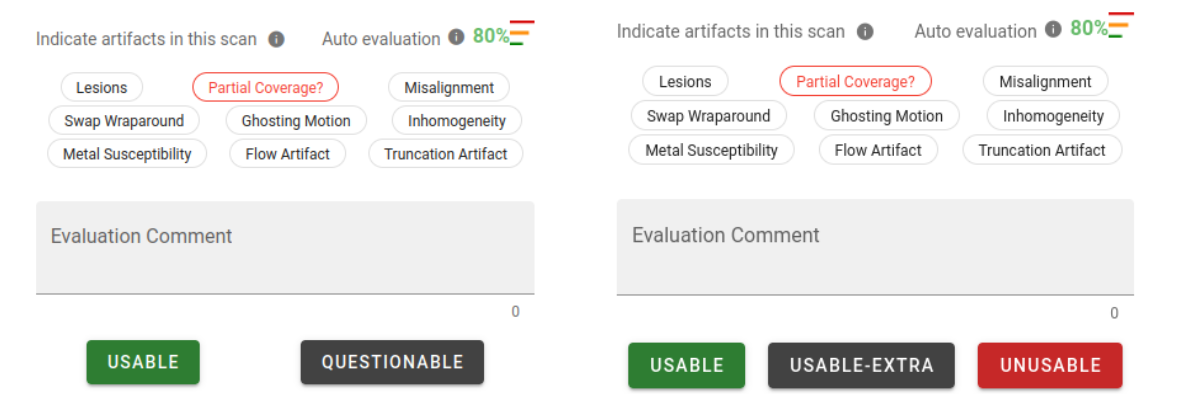 Indicate artifacts in this scan Auto evaluation 80%
Lesions Partial Coverage? Misalignment
Swap Wraparound Ghosting Motion Inhomogeneity
Metal Susceptibility Flow Artifact Truncation Artifact
Evaluation Comment
0
USABLE QUESTIONABLE
Indicate artifacts in this scan Auto evaluation 80%
Lesions Partial Coverage? Misalignment
Swap Wraparound Ghosting Motion Inhomogeneity
Metal Susceptibility Flow Artifact Truncation Artifact
Evaluation Comment
0
USABLE USABLE-EXTRA UNUSABLE